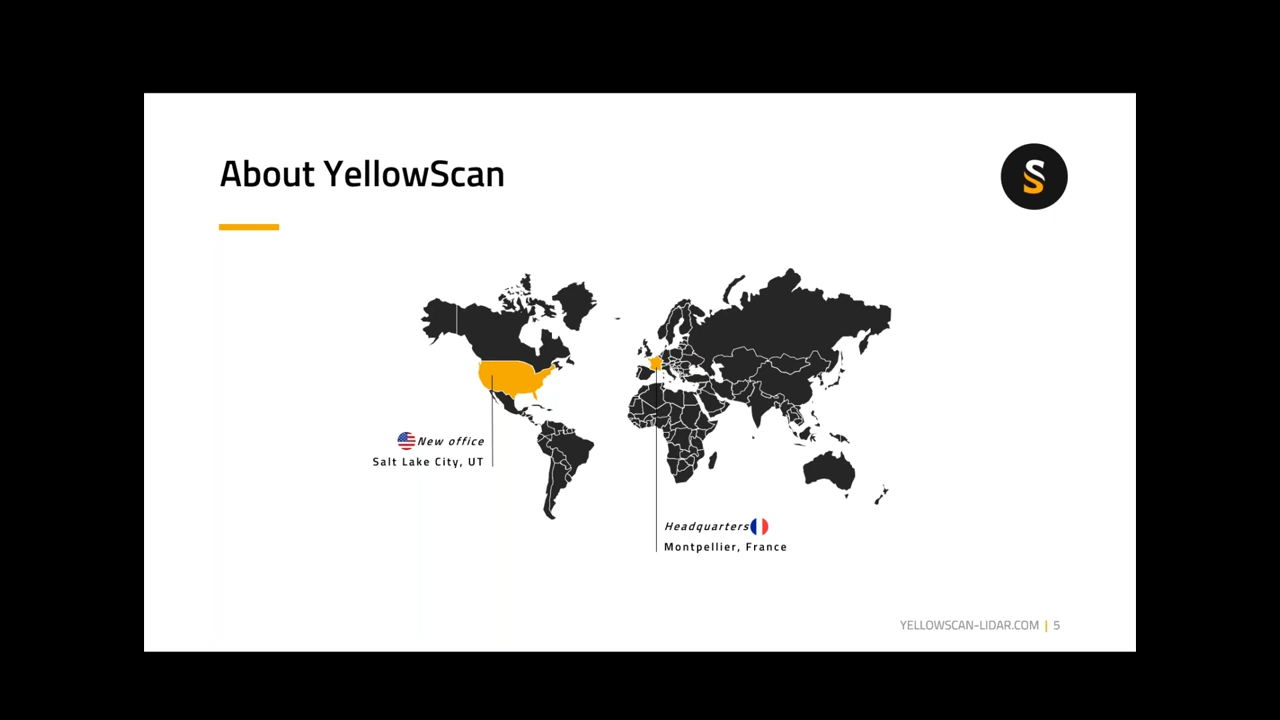 About YellowScan
S
New office
Salt Lake City, UT
Headquarters
Montpellier, France
YELLOWSCAN-LIDAR.COM | 5